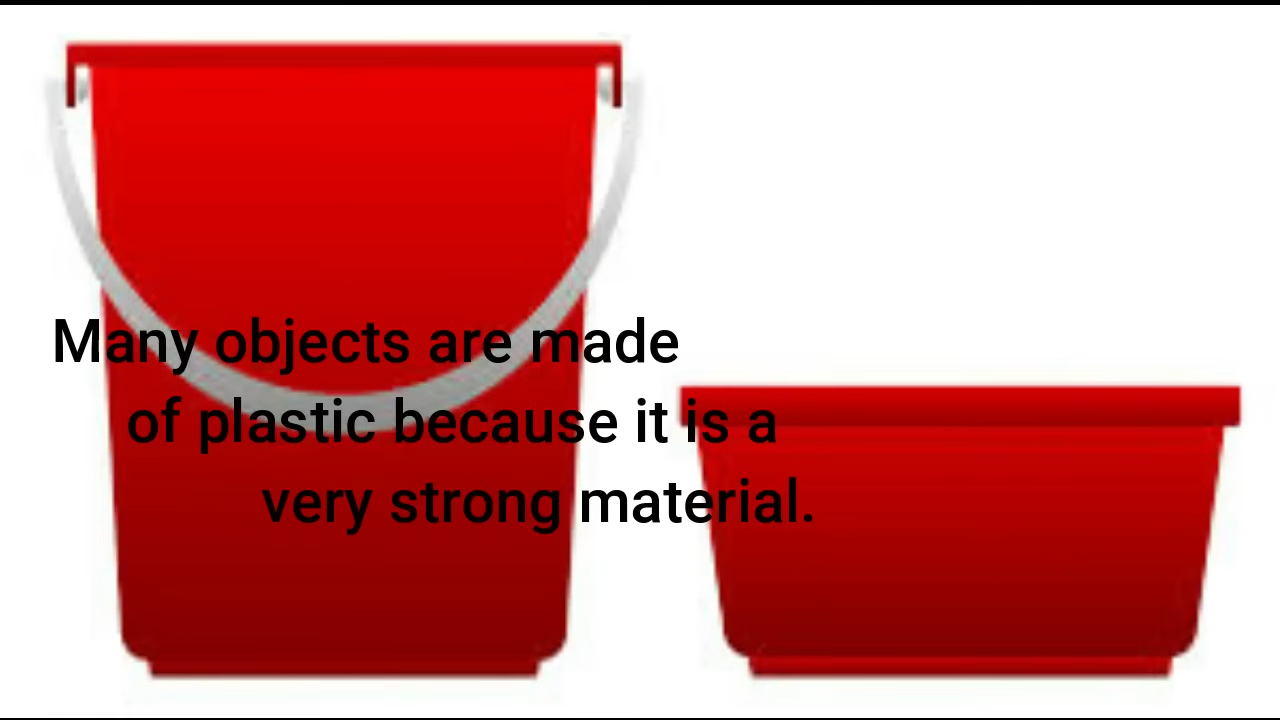 Many objects are made
of plastic because it is a
very strong material.